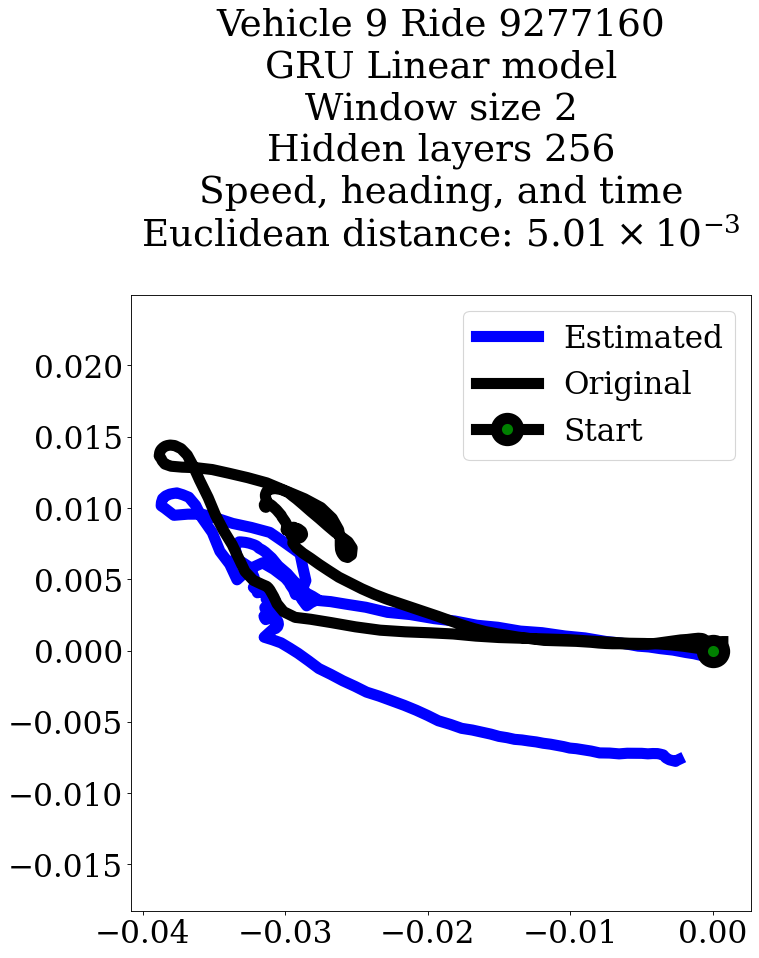 Vehicle 9 Ride 9277160
GRU Linear model
Window size 2
Hidden layers 256
Speed, heading, and time
Euclidean distance: 5.01 × 10⁻³
Estimated
Original
Start
0.020
0.015
0.010
0.005
0.000
−0.005
−0.010
−0.015
−0.04 −0.03 −0.02 −0.01 0.00